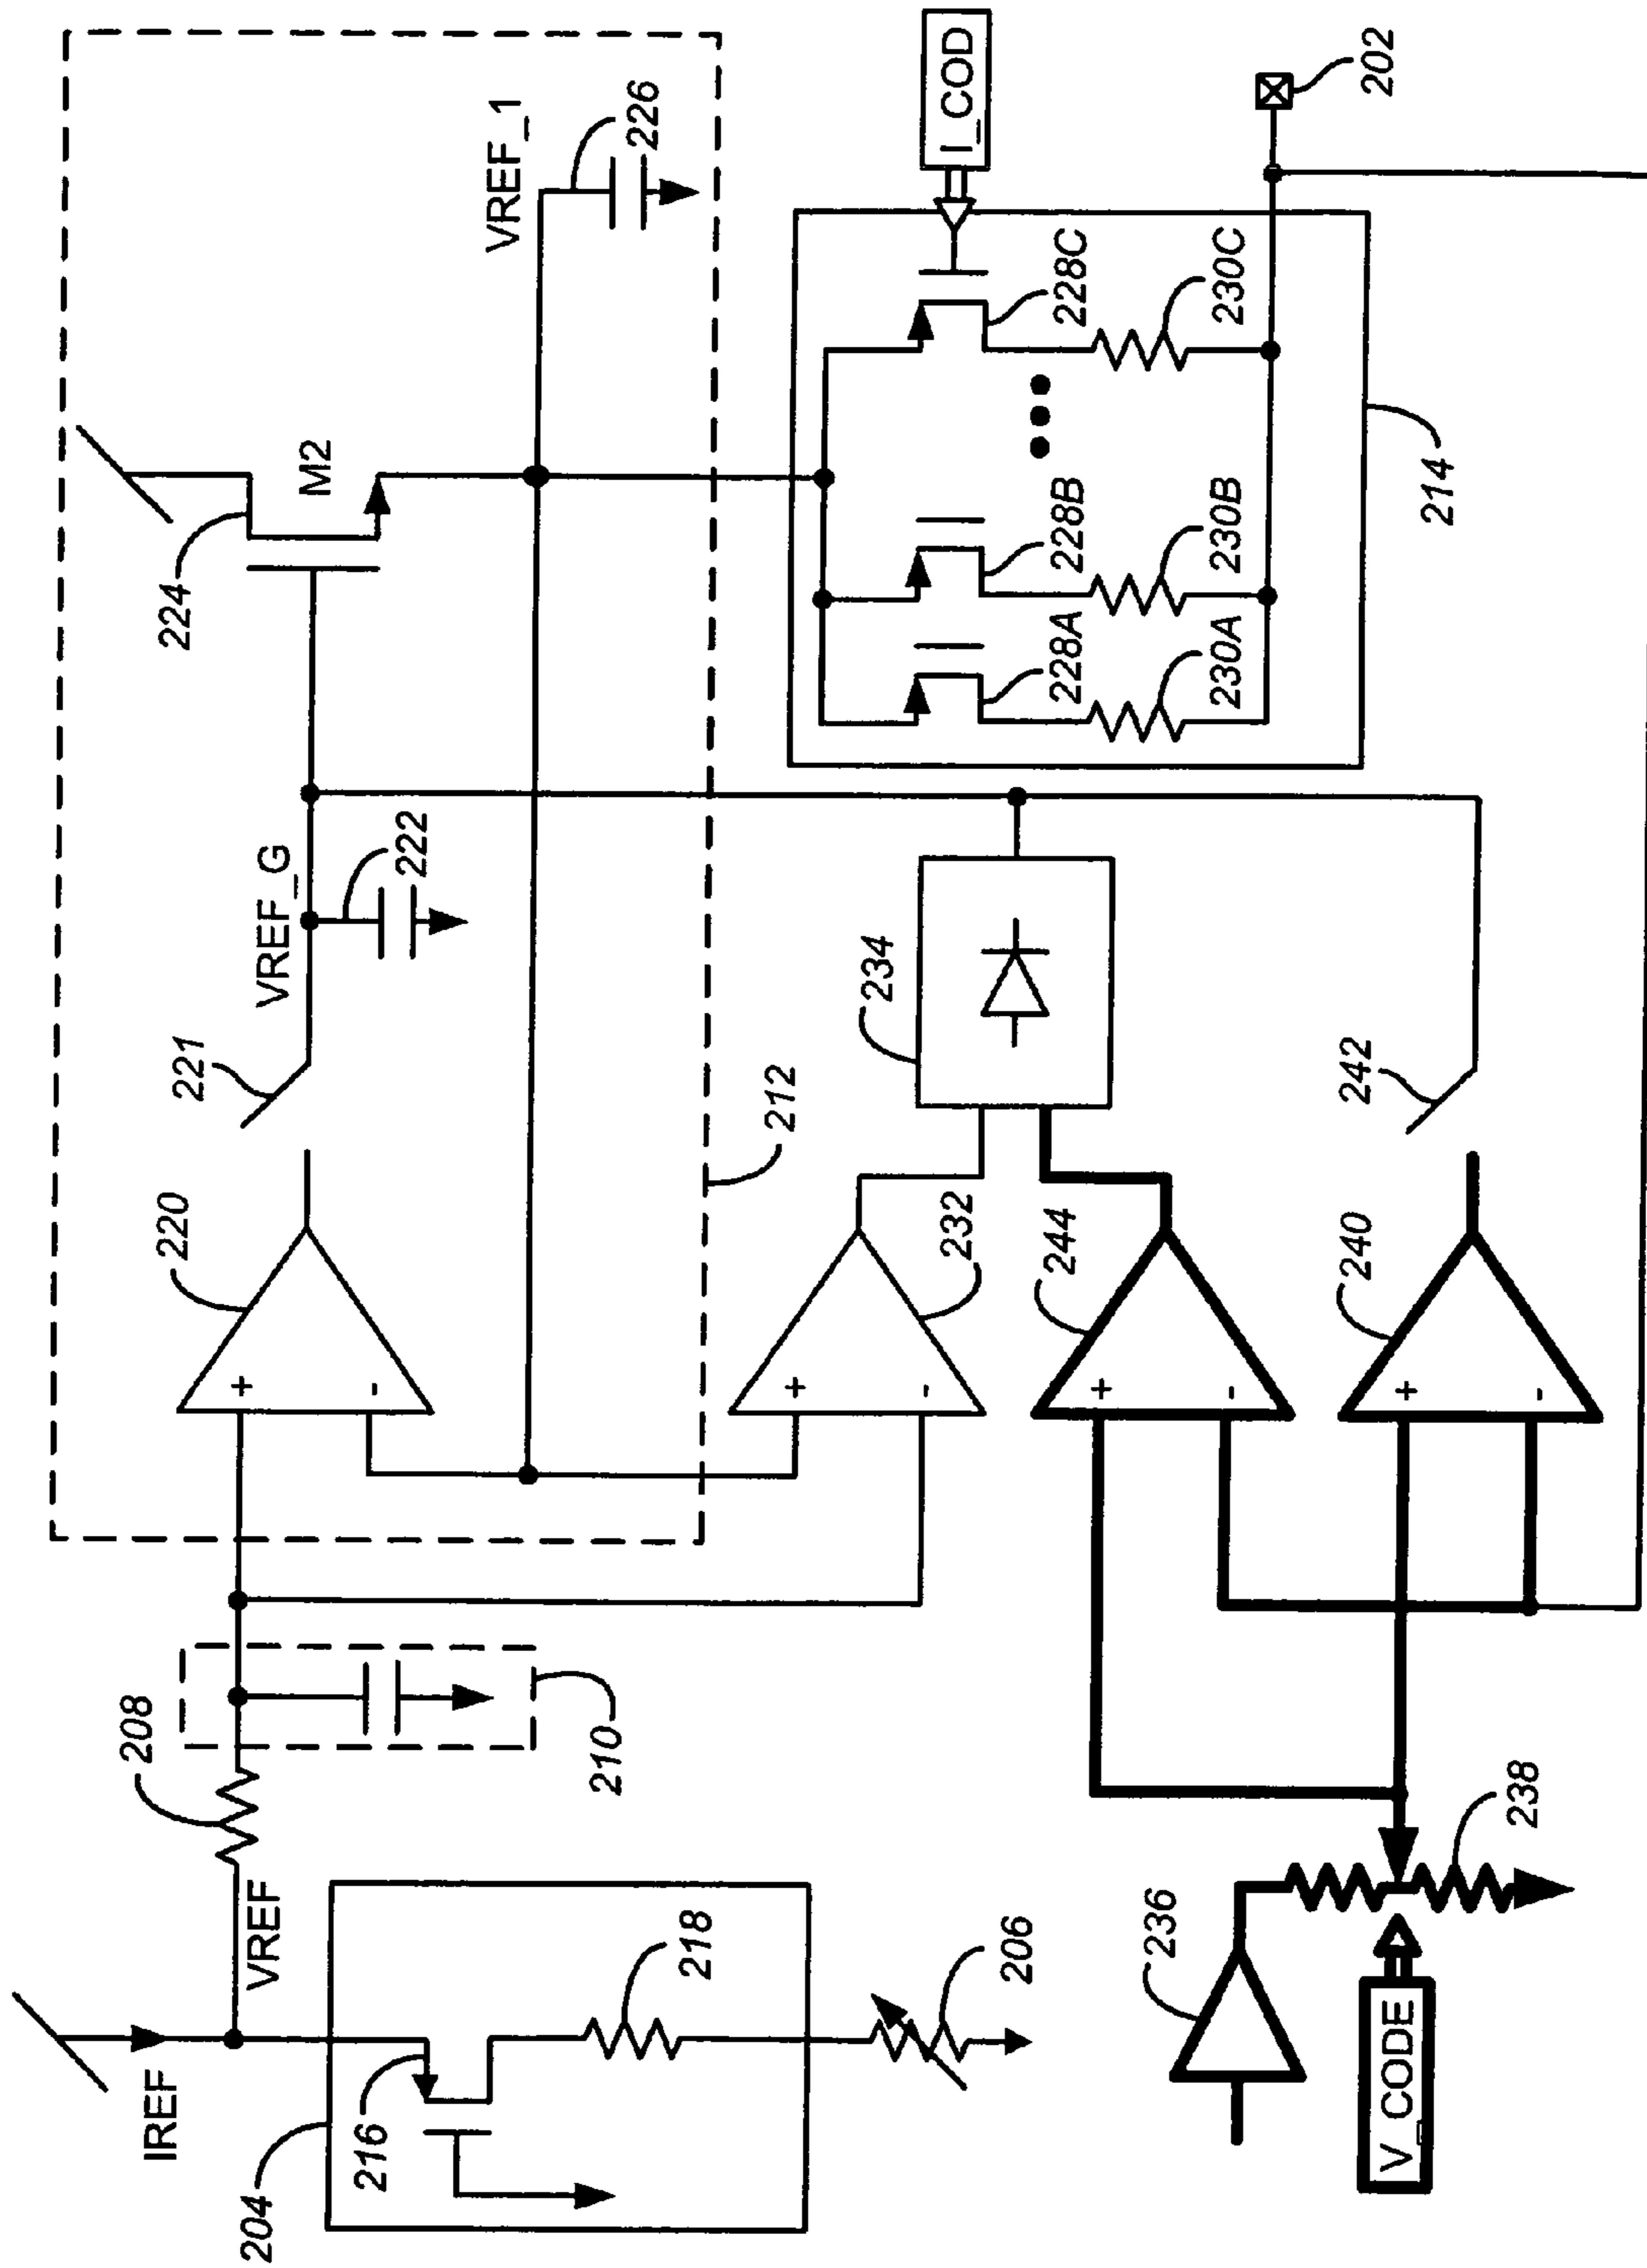 IREF
VREF
204
216
218
206
208
210
220
+
-
221
VREF_G
222
224
M2
VREF_1
226
212
+
-
232
234
I_COD
228A
228B
228C
230A
230B
230C
214
202
236
V_CODE
238
+
-
244
+
-
240
242